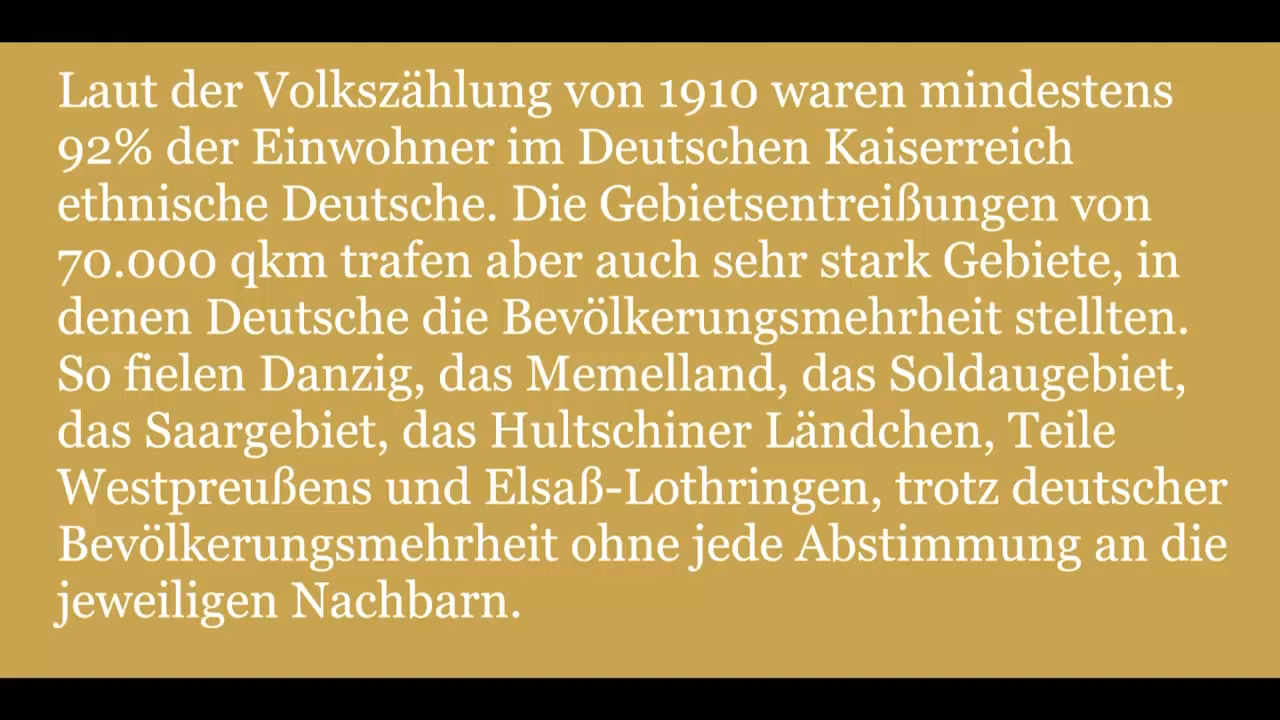 Laut der Volkszählung von 1910 waren mindestens
92% der Einwohner im Deutschen Kaiserreich
ethnische Deutsche. Die Gebietsentreißungen von
70.000 qkm trafen aber auch sehr stark Gebiete, in
denen Deutsche die Bevölkerungsmehrheit stellten.
So fielen Danzig, das Memelland, das Soldaugebiet,
das Saargebiet, das Hultschiner Ländchen, Teile
Westpreußens und Elsaß-Lothringen, trotz deutscher
Bevölkerungsmehrheit ohne jede Abstimmung an die
jeweiligen Nachbarn.